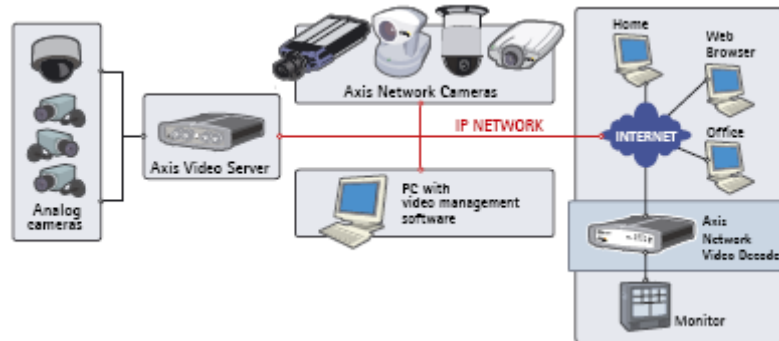 Analog
cameras
Axis Video Server
Axis Network Cameras
IP NETWORK
PC with
video management
software
Home
Web
Browser
INTERNET
Office
Axis
Network
Video Decode
Monitor